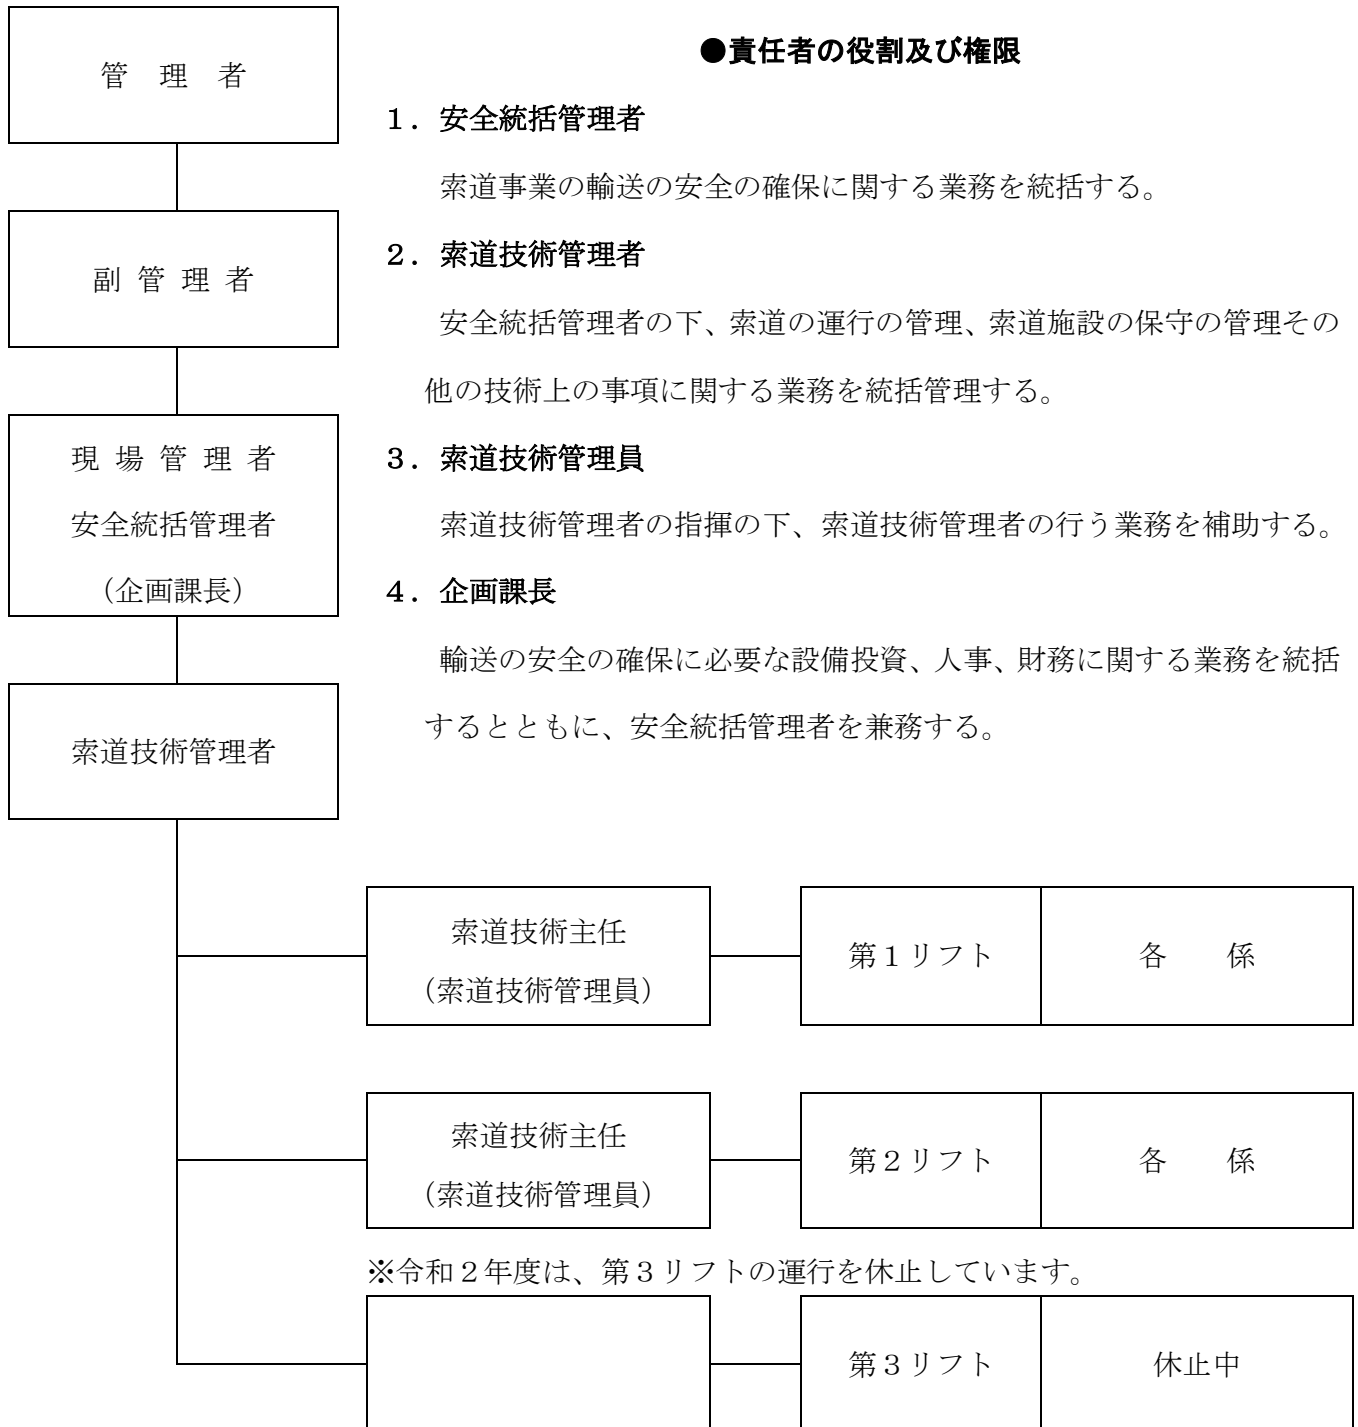 管　理　者
副 管 理 者
現 場 管 理 者
安全統括管理者
（企画課長）
索道技術管理者
●責任者の役割及び権限
１．安全統括管理者
索道事業の輸送の安全の確保に関する業務を統括する。
２．索道技術管理者
安全統括管理者の下、索道の運行の管理、索道施設の保守の管理その
他の技術上の事項に関する業務を統括管理する。
３．索道技術管理員
索道技術管理者の指揮の下、索道技術管理者の行う業務を補助する。
４．企画課長
輸送の安全の確保に必要な設備投資、人事、財務に関する業務を統括
するとともに、安全統括管理者を兼務する。
索道技術主任
（索道技術管理員）
第１リフト
各　　係
索道技術主任
（索道技術管理員）
第２リフト
各　　係
※令和２年度は、第３リフトの運行を休止しています。
第３リフト
休止中